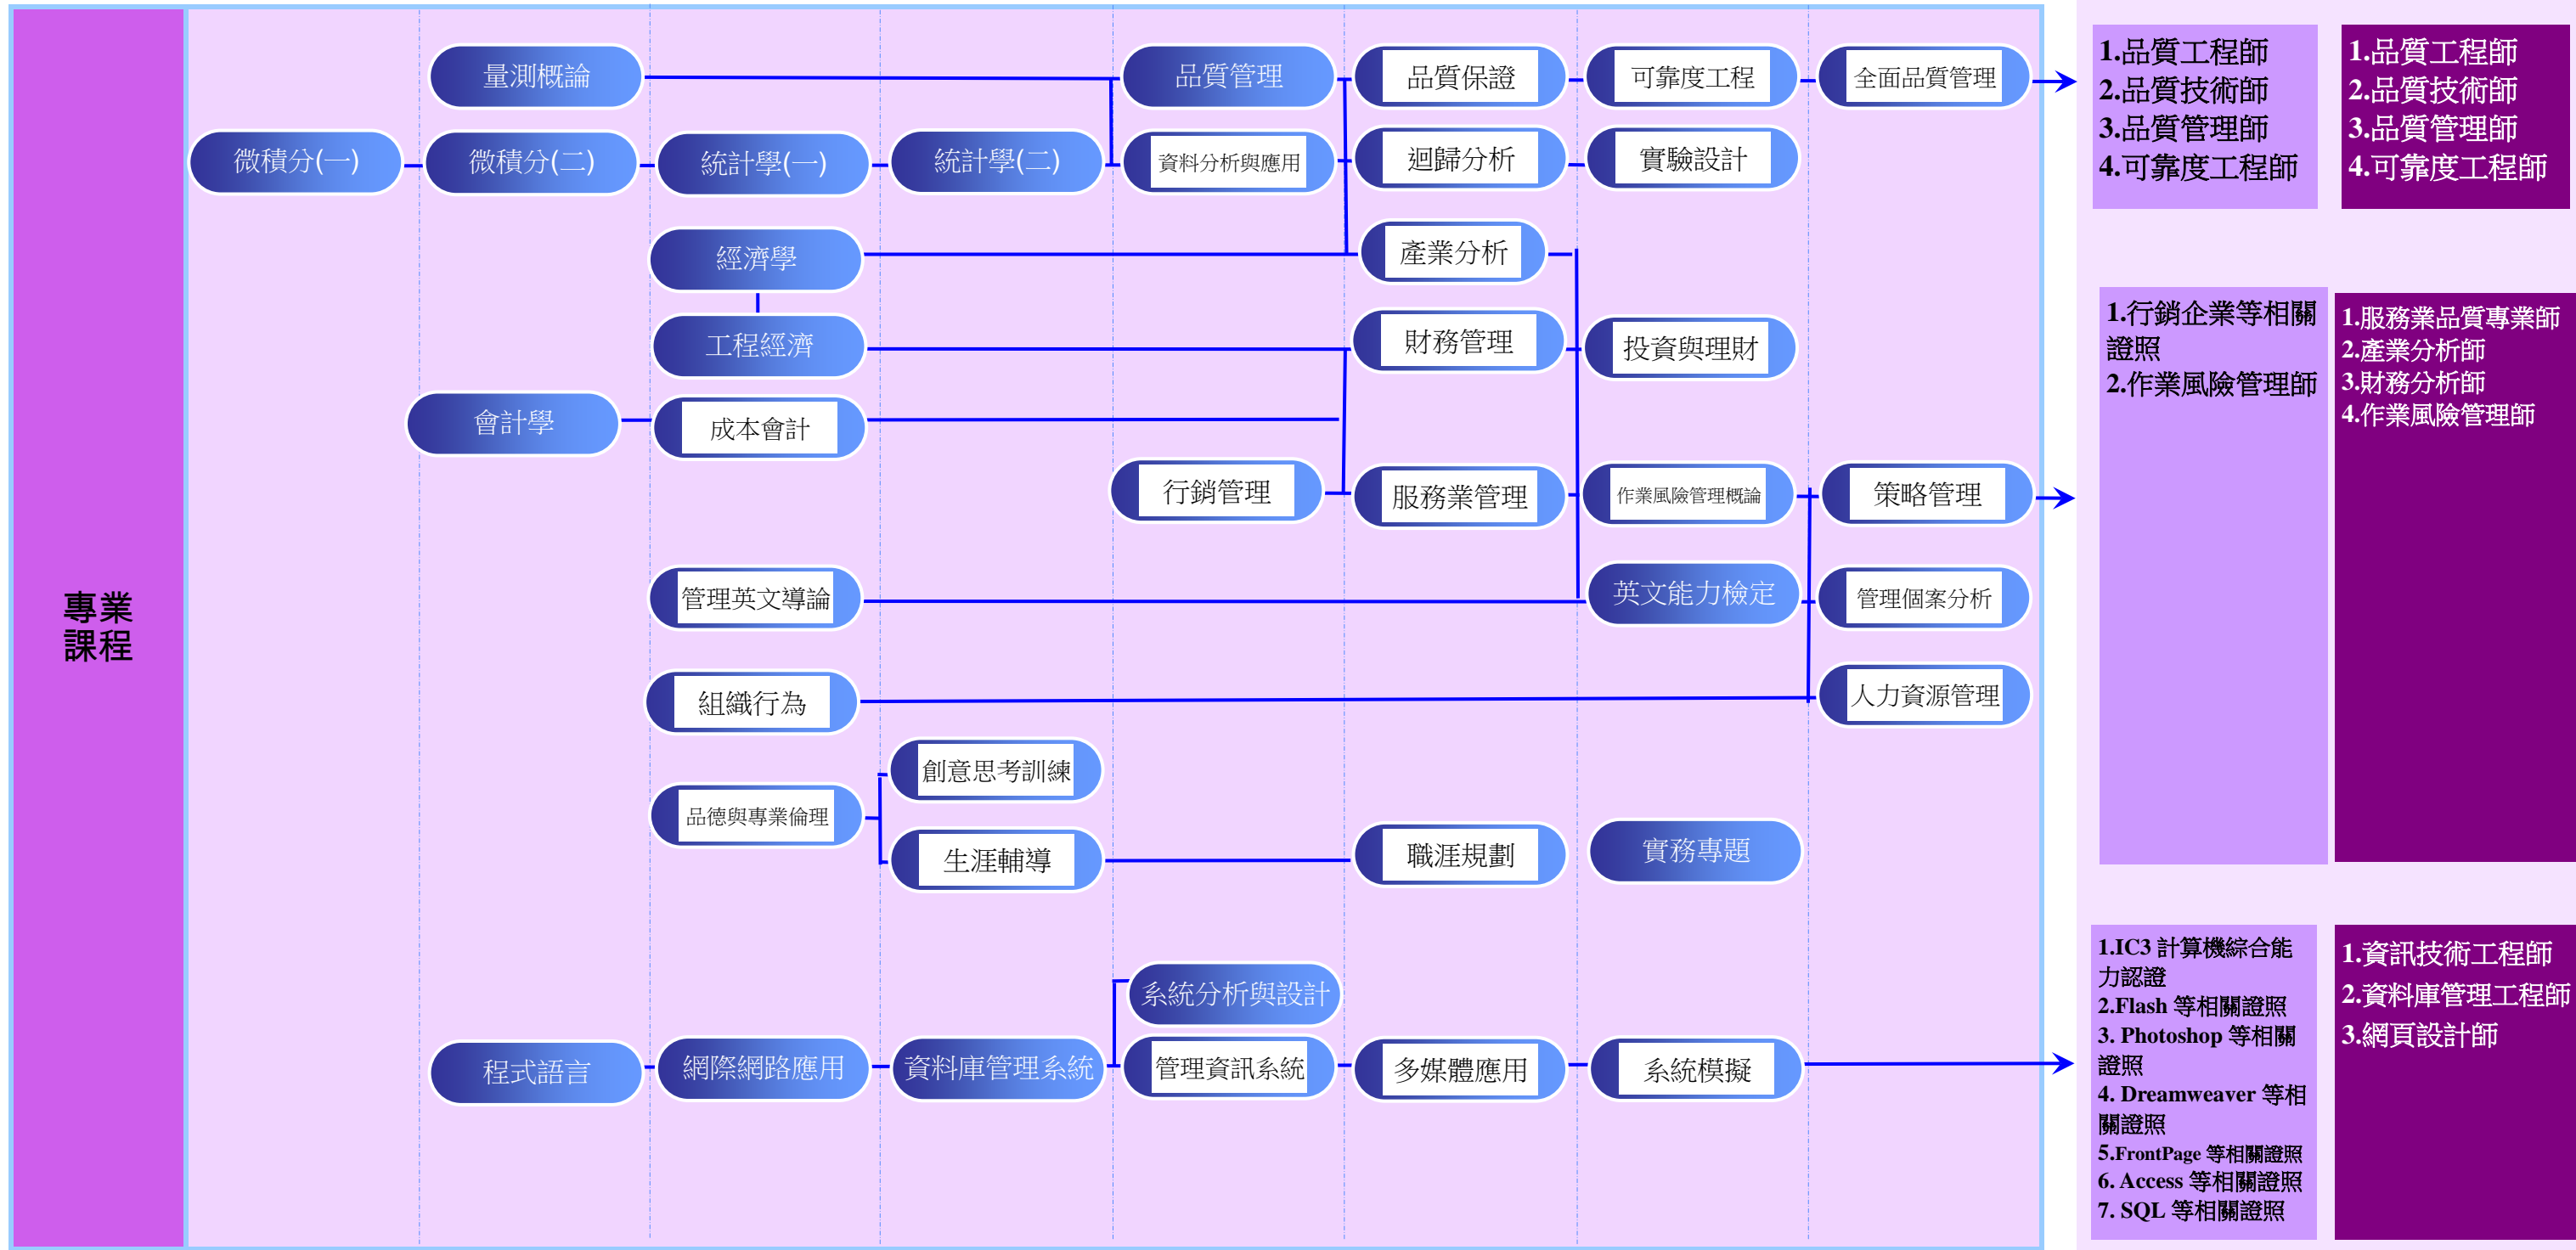 專業
課程
量測概論
品質管理
品質保證
可靠度工程
全面品質管理
微積分(一)
微積分(二)
統計學(一)
統計學(二)
資料分析與應用
迴歸分析
實驗設計
經濟學
產業分析
工程經濟
財務管理
投資與理財
會計學
成本會計
行銷管理
服務業管理
作業風險管理概論
策略管理
管理英文導論
英文能力檢定
管理個案分析
組織行為
人力資源管理
創意思考訓練
品德與專業倫理
生涯輔導
職涯規劃
實務專題
系統分析與設計
程式語言
網際網路應用
資料庫管理系統
管理資訊系統
多媒體應用
系統模擬
1.品質工程師
2.品質技術師
3.品質管理師
4.可靠度工程師
1.品質工程師
2.品質技術師
3.品質管理師
4.可靠度工程師
1.行銷企業等相關
證照
2.作業風險管理師
1.服務業品質專業師
2.產業分析師
3.財務分析師
4.作業風險管理師
1.IC3 計算機綜合能
力認證
2.Flash 等相關證照
3. Photoshop 等相關
證照
4. Dreamweaver 等相
關證照
5.FrontPage 等相關證照
6. Access 等相關證照
7. SQL 等相關證照
1.資訊技術工程師
2.資料庫管理工程師
3.網頁設計師